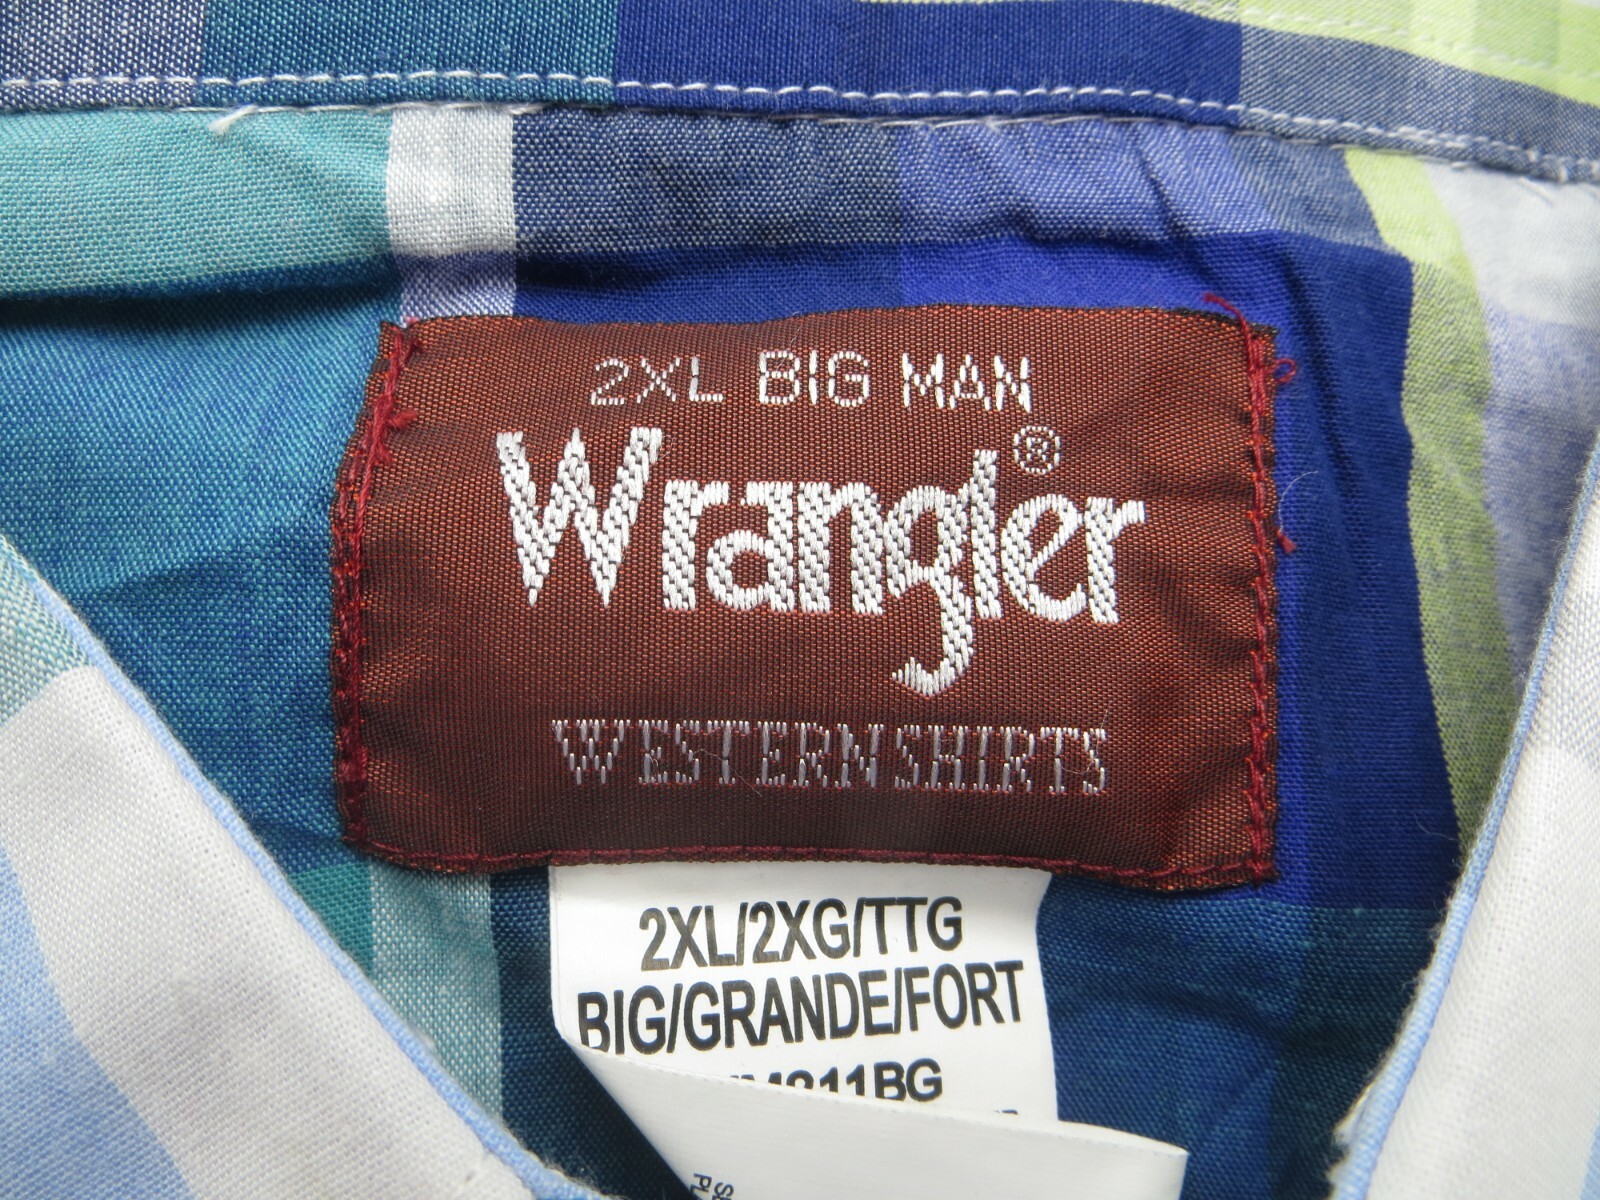 2XL BIG MAN
Wrangler®
WESTERN SHIRTS
2XL/2XG/TTG
BIG/GRANDE/FORT